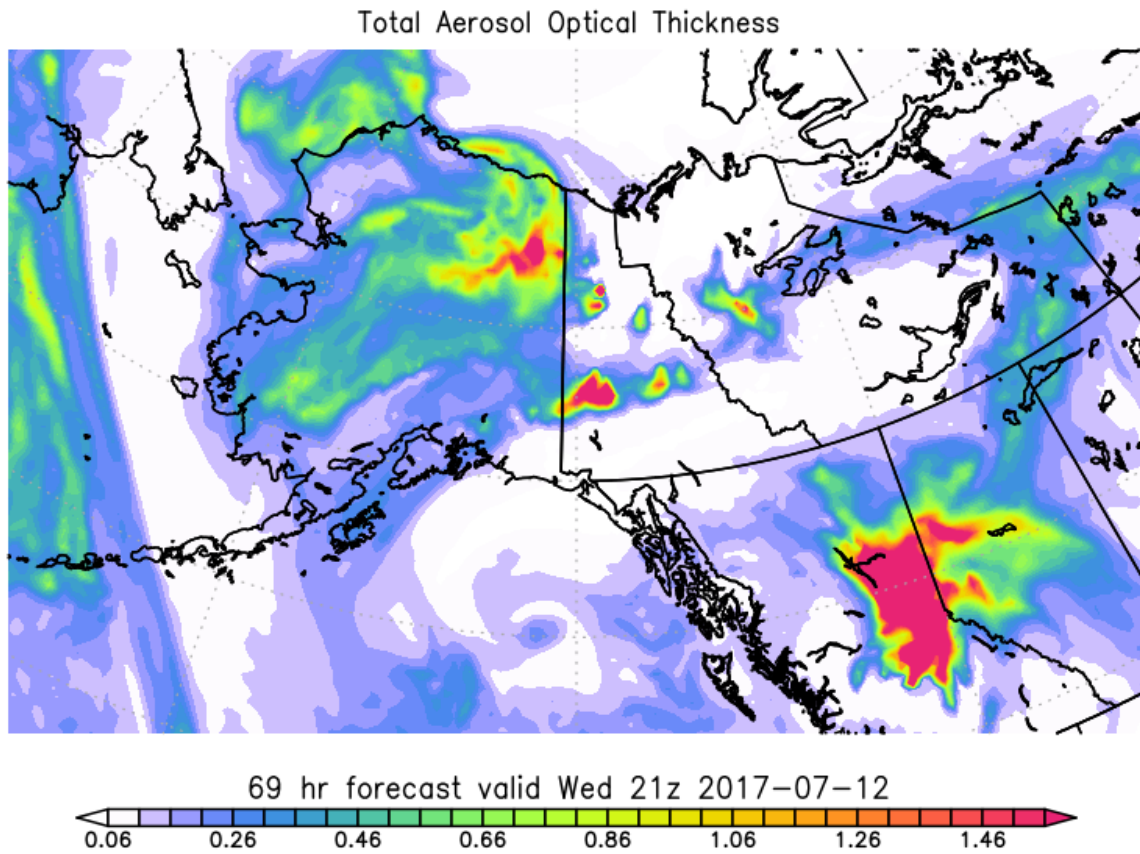 Total Aerosol Optical Thickness
69 hr forecast valid Wed 21z 2017-07-12
0.06 0.26 0.46 0.66 0.86 1.06 1.26 1.46